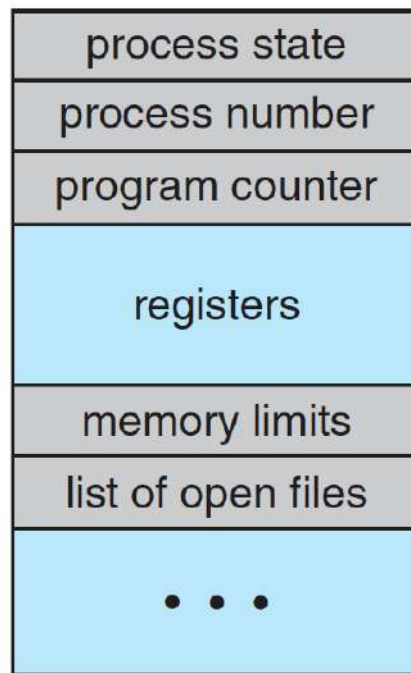 process state
process number
program counter
registers
memory limits
list of open files
• • •